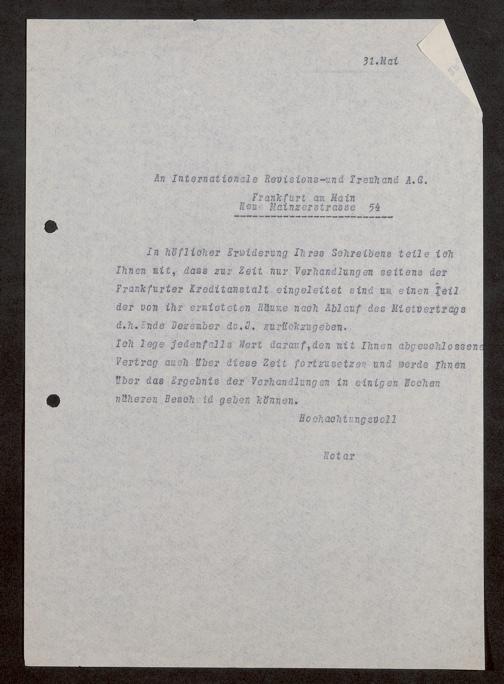 31.Mai
An Internationale Revisions-und Treuhand A.G.
Frankfurt am Main
Neue Mainzerstrasse 54
In höflicher Erwiderung Ihres Schreibens teile ich
Ihnen mit, dass zur Zeit nur Verhandlungen seitens der
Frankfurter Kreditanstalt eingeleitet sind um einen Teil
der von ihr ermieteten Räume nach Ablauf des Mietvertrags
d.h.Ende Dezember ds.J. zurückzugeben.
Ich lege jedenfalls Wert darauf,den mit Ihnen abgeschlossene
Vertrag auch über diese Zeit fortzusetzen und werde Ihnen
Über das Ergebnis der Verhandlungen in einigen Wochen
näheren Bescheid geben können.
Hochachtungsvoll
Notar